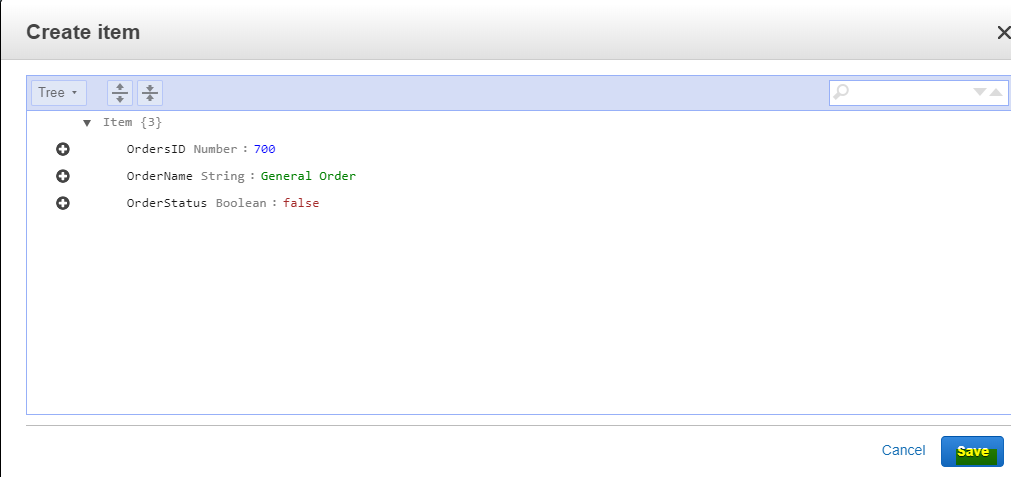 Create item
Tree
Item {3}
OrdersID Number : 700
OrderName String : General Order
OrderStatus Boolean : false
Cancel Save